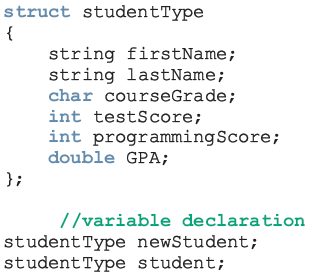 struct studentType
{
    string firstName;
    string lastName;
    char courseGrade;
    int testScore;
    int programmingScore;
    double GPA;
};
     //variable declaration
studentType newStudent;
studentType student;